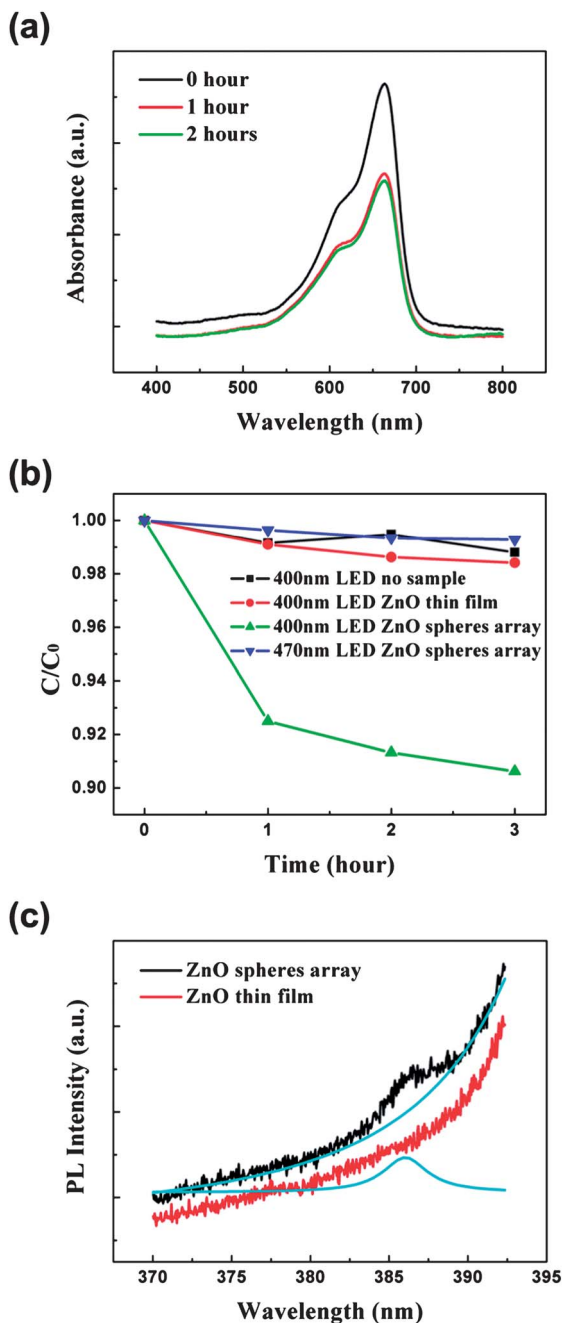 (a)
0 hour
1 hour
2 hours
Absorbance (a.u.)
400 500 600 700 800
Wavelength (nm)
(b)
1.00
0.98
0.96
0.94
0.92
0.90
400nm LED no sample
400nm LED ZnO thin film
400nm LED ZnO spheres array
470nm LED ZnO spheres array
C/C0
0 1 2 3
Time (hour)
(c)
ZnO spheres array
ZnO thin film
PL Intensity (a.u.)
370 375 380 385 390 395
Wavelength (nm)